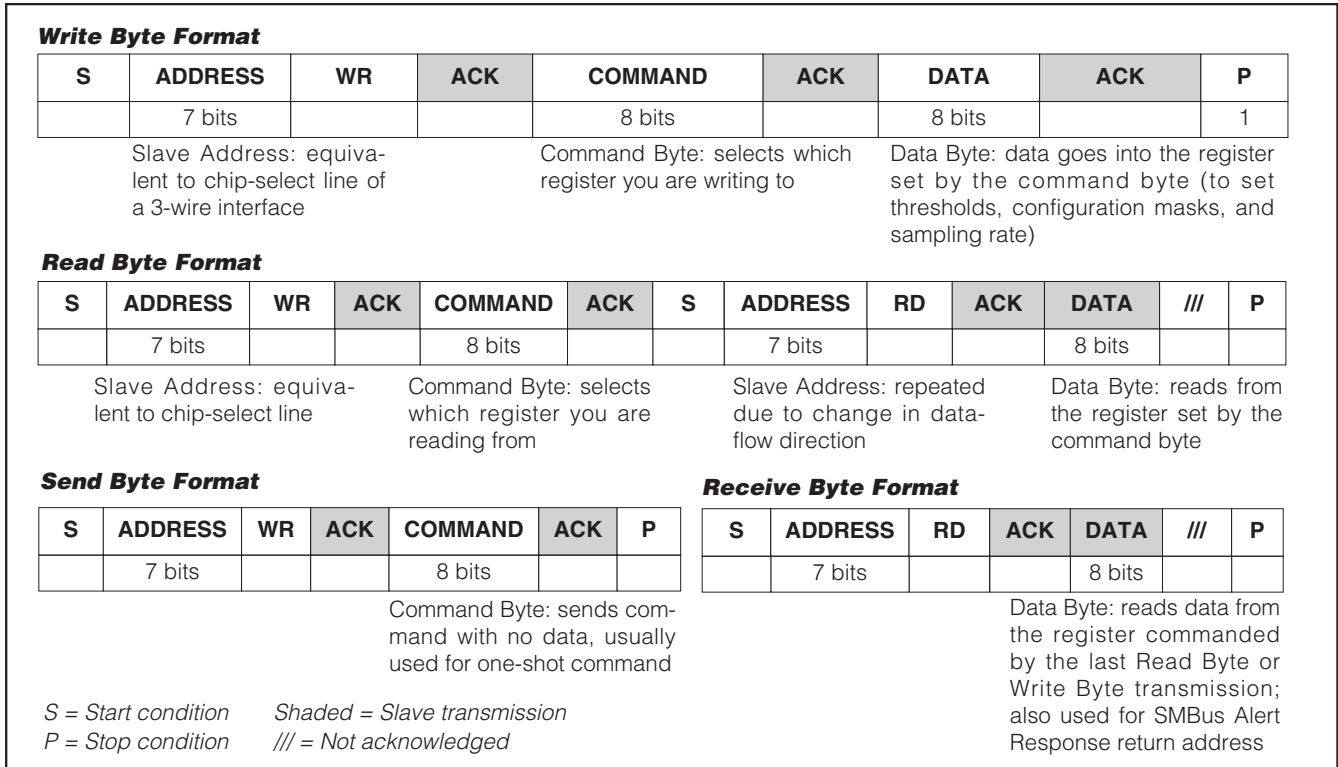 Write Byte Format
S ADDRESS WR ACK COMMAND ACK DATA ACK P
7 bits 8 bits 8 bits 1
Slave Address: equiva-
lent to chip-select line of
a 3-wire interface
Command Byte: selects which
register you are writing to
Data Byte: data goes into the register
set by the command byte (to set
thresholds, configuration masks, and
sampling rate)
Read Byte Format
S ADDRESS WR ACK COMMAND ACK S ADDRESS RD ACK DATA /// P
7 bits 8 bits 7 bits 8 bits
Slave Address: equiva-
lent to chip-select line
Command Byte: selects
which register you are
reading from
Slave Address: repeated
due to change in data-
flow direction
Data Byte: reads from
the register set by the
command byte
Send Byte Format
S ADDRESS WR ACK COMMAND ACK P
7 bits 8 bits
Command Byte: sends com-
mand with no data, usually
used for one-shot command
Receive Byte Format
S ADDRESS RD ACK DATA /// P
7 bits 8 bits
Data Byte: reads data from
the register commanded
by the last Read Byte or
Write Byte transmission;
also used for SMBus Alert
Response return address
S = Start condition Shaded = Slave transmission
P = Stop condition /// = Not acknowledged